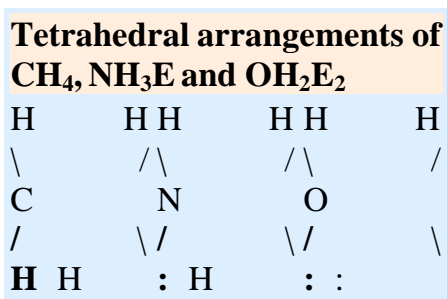 Tetrahedral arrangements of
CH₄, NH₃E and OH₂E₂
H H H H H H
\ / \ / \ /
C N O
/ \ / \ / \
H H : H : :